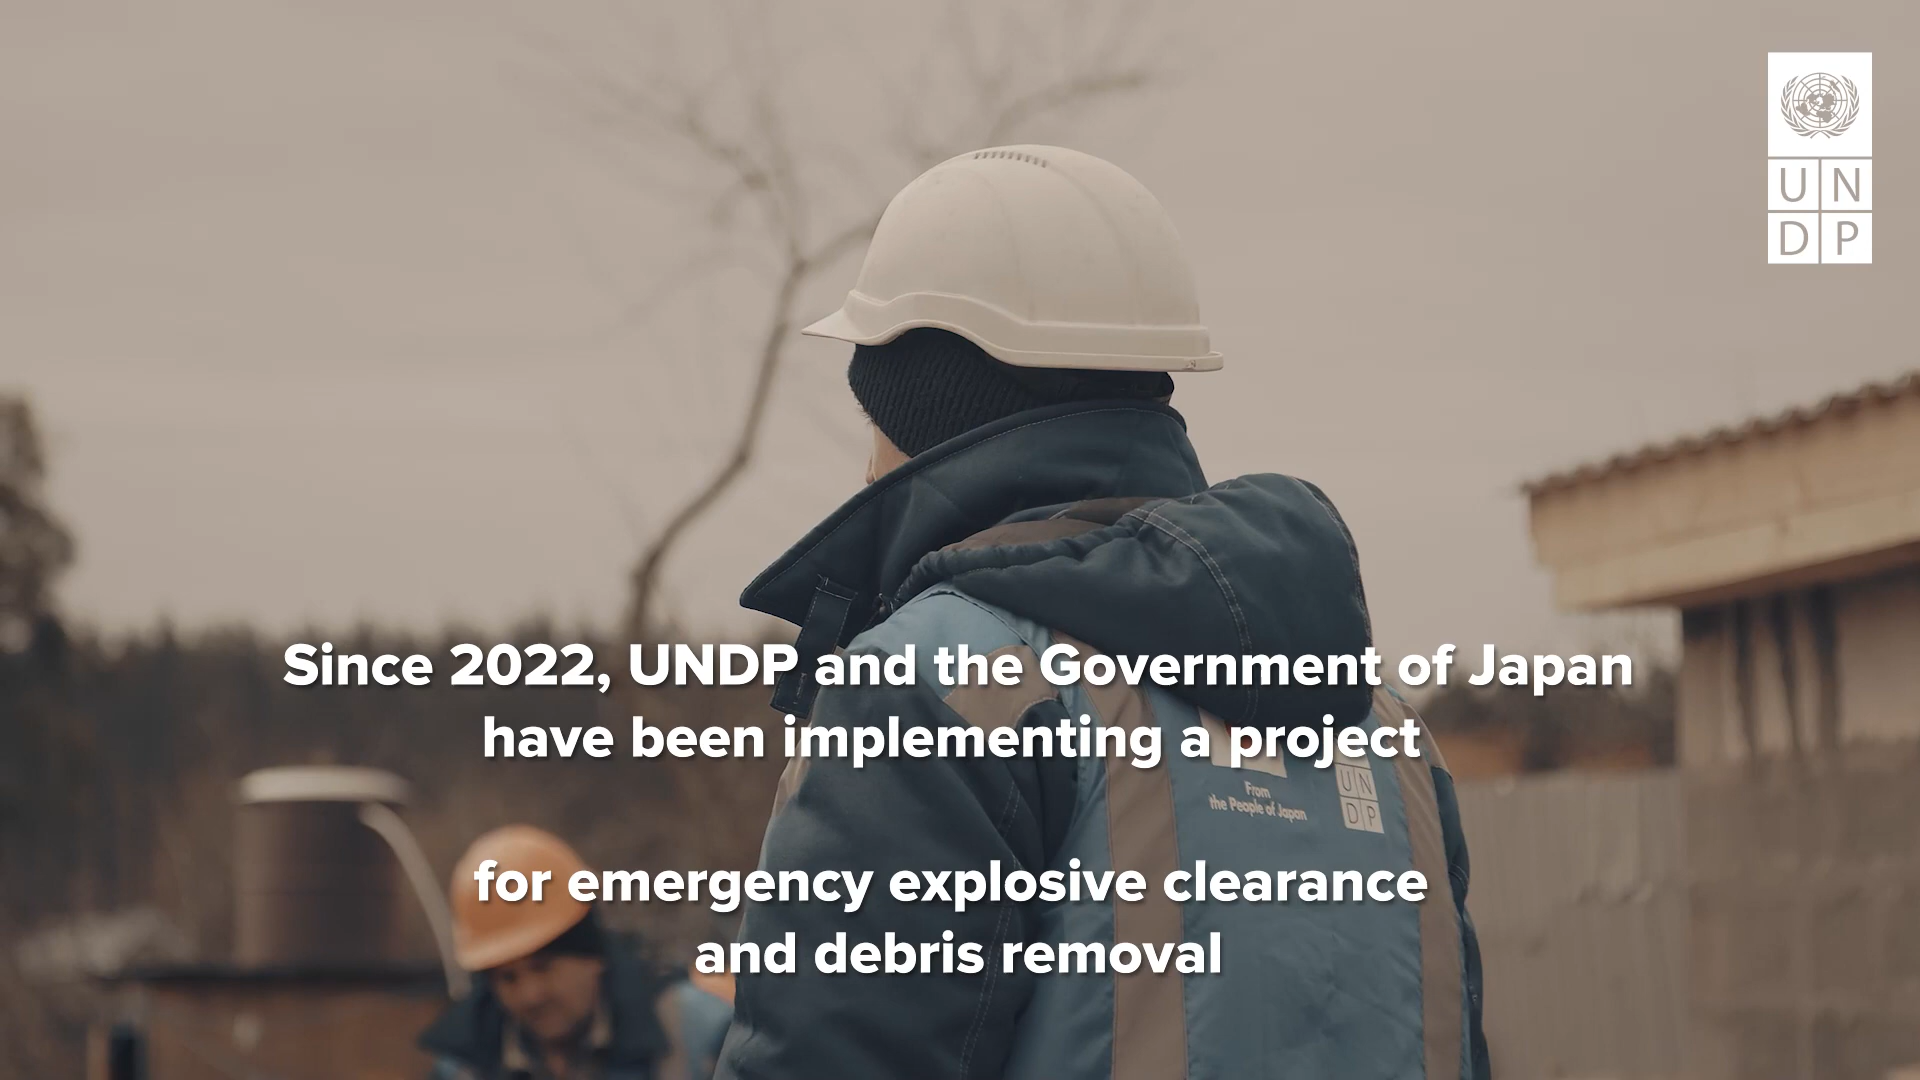 U N
D P
Since 2022, UNDP and the Government of Japan
have been implementing a project
From
the People of Japan
U N
D P
for emergency explosive clearance
and debris removal